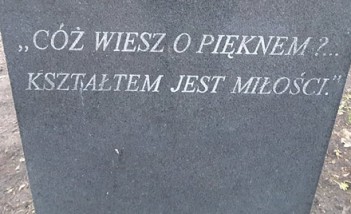 „CÓŻ WIESZ O PIĘKNEM ?...
KSZTAŁTEM JEST MIŁOŚCI."